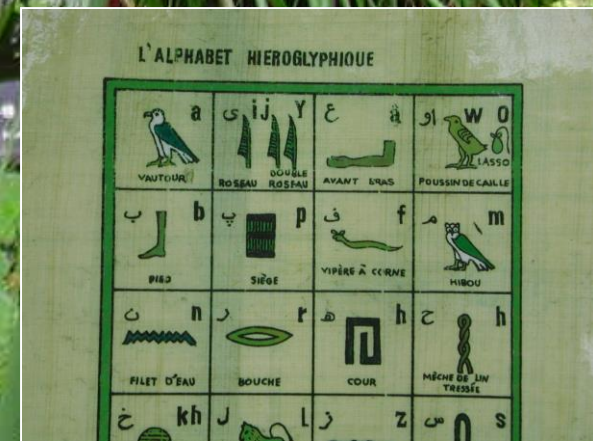 L'ALPHABET HIEROGLYPHIQUE
a
VAUTOUR
ى i j Y
ROSEAU DOUBLE ROSEAU
ع å
AVANT BRAS
او W O
LASSO
POUSSIN DE CAILLE
ب b
PIED
پ p
SIÈGE
ف f
VIPÈRE À CORNE
م m
HIBOU
ن n
FILET D'EAU
ر r
BOUCHE
ه h
COUR
ح h
MÈCHE DE LIN
TRESSÉE
خ kh
ل L
ز z
ص s